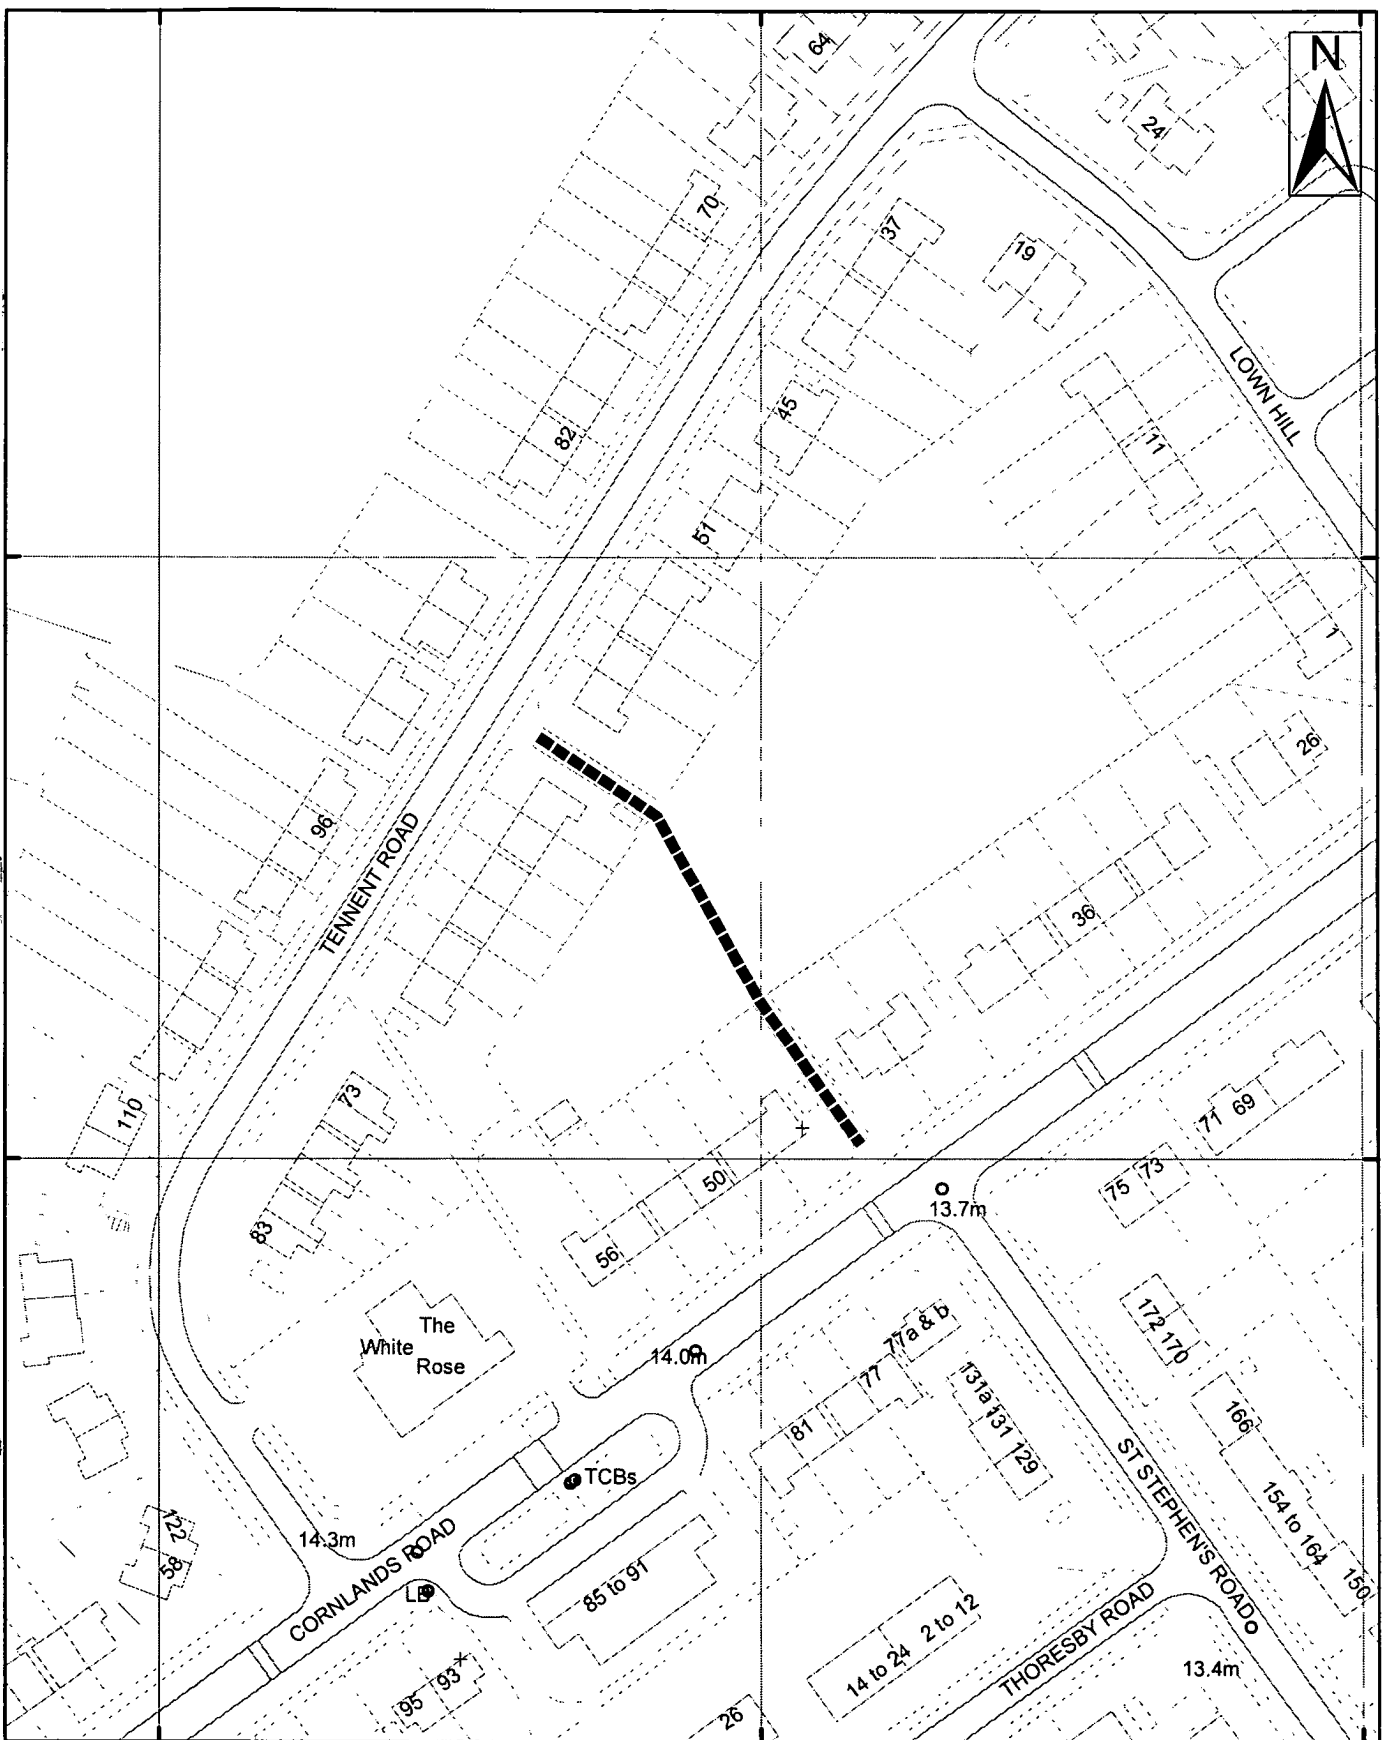 N
64
24
70
37
19
LOWN HILL
82
45
11
51
1
26
96
TENNENT ROAD
36
110
73
50
71 69
75 73
83
56
13.7m
The
White
Rose
14.0m
77a & b
77
81
172 170
131a
131 129
166
TCBs
ST STEPHEN'S ROAD
154 to 164
150
122
58
14.3m
CORNLANDS ROAD
LB
85 to 91
2 to 12
14 to 24
THORESBY ROAD
13.4m
93
95
26